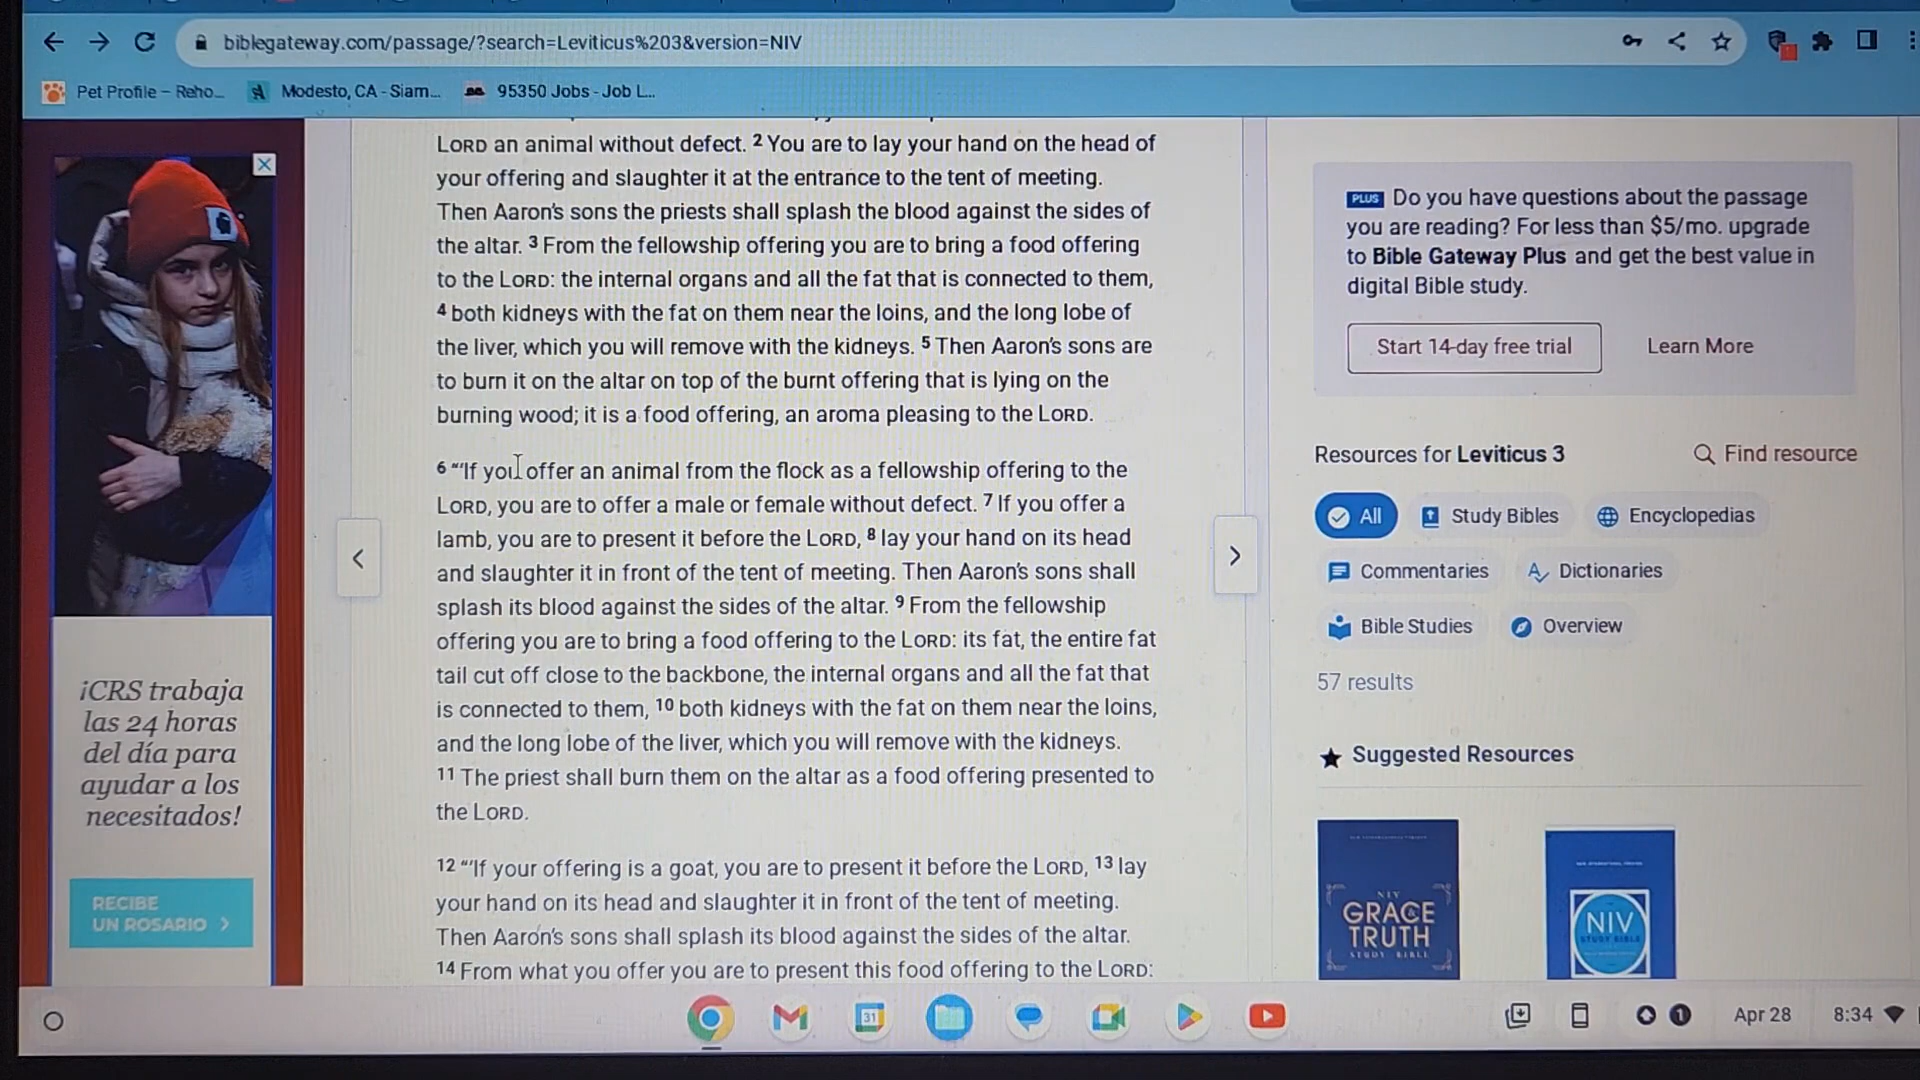 biblegateway.com/passage/?search=Leviticus%203&version=NIV
Pet Profile – Reho...
Modesto, CA - Siam...
95350 Jobs - Job L...
LORD an animal without defect. 2 You are to lay your hand on the head of
your offering and slaughter it at the entrance to the tent of meeting.
Then Aaron's sons the priests shall splash the blood against the sides of
the altar. 3 From the fellowship offering you are to bring a food offering
to the LORD: the internal organs and all the fat that is connected to them,
4 both kidneys with the fat on them near the loins, and the long lobe of
the liver, which you will remove with the kidneys. 5 Then Aaron's sons are
to burn it on the altar on top of the burnt offering that is lying on the
burning wood; it is a food offering, an aroma pleasing to the LORD.
6 "'If you offer an animal from the flock as a fellowship offering to the
LORD, you are to offer a male or female without defect. 7 If you offer a
lamb, you are to present it before the LORD, 8 lay your hand on its head
and slaughter it in front of the tent of meeting. Then Aaron's sons shall
splash its blood against the sides of the altar. 9 From the fellowship
offering you are to bring a food offering to the LORD: its fat, the entire fat
tail cut off close to the backbone, the internal organs and all the fat that
is connected to them, 10 both kidneys with the fat on them near the loins,
and the long lobe of the liver, which you will remove with the kidneys.
11 The priest shall burn them on the altar as a food offering presented to
the LORD.
12 "'If your offering is a goat, you are to present it before the LORD, 13 lay
your hand on its head and slaughter it in front of the tent of meeting.
Then Aaron's sons shall splash its blood against the sides of the altar.
14 From what you offer you are to present this food offering to the LORD:
¡CRS trabaja
las 24 horas
del día para
ayudar a los
necesitados!
RECIBE
UN ROSARIO >
PLUS Do you have questions about the passage
you are reading? For less than $5/mo. upgrade
to Bible Gateway Plus and get the best value in
digital Bible study.
Start 14-day free trial
Learn More
Resources for Leviticus 3
Find resource
All
Study Bibles
Encyclopedias
Commentaries
Dictionaries
Bible Studies
Overview
57 results
Suggested Resources
NIV
GRACE &
TRUTH
STUDY BIBLE
NIV
STUDY BIBLE
31
1
Apr 28
8:34